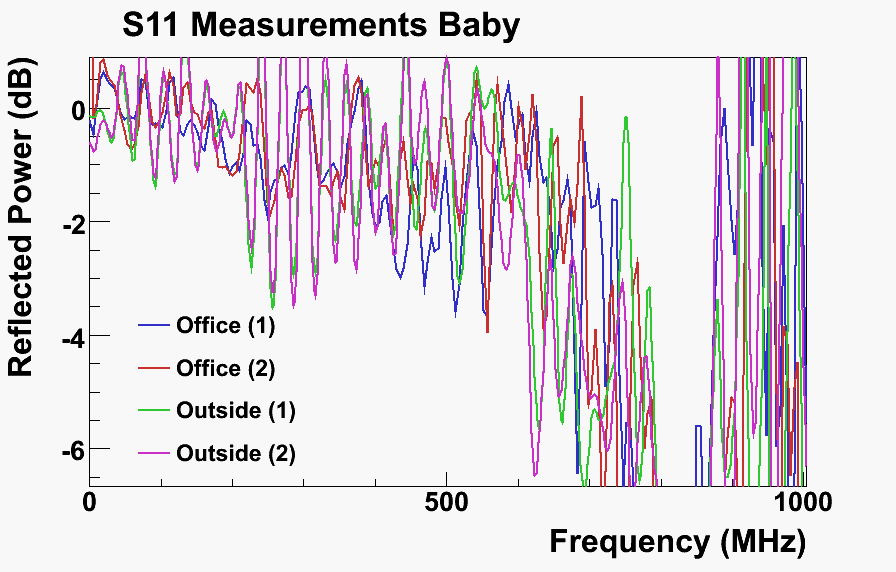 S11 Measurements Baby
Reflected Power (dB)
0
-2
-4
-6
Office (1)
Office (2)
Outside (1)
Outside (2)
0 500 1000
Frequency (MHz)